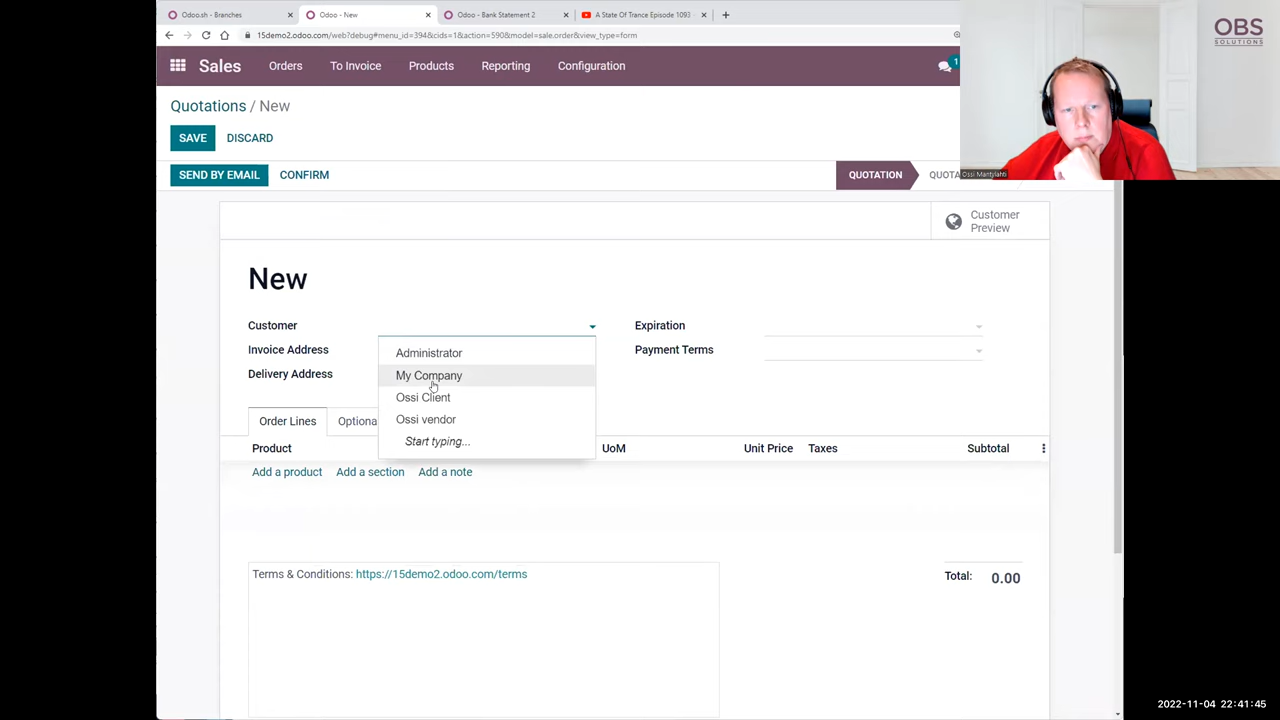 Odoo.sh - Branches
Odoo - New
Odoo - Bank Statement 2
A State Of Trance Episode 1093
15demo2.odoo.com/web?debug#menu_id=394&cids=1&action=590&model=sale.order&view_type=form
OBS
SOLUTIONS
Sales
Orders
To Invoice
Products
Reporting
Configuration
1
Quotations / New
SAVE
DISCARD
SEND BY EMAIL
CONFIRM
QUOTATION
QUOTA
Ossi Mantylahti
Customer
Preview
New
Customer
Expiration
Invoice Address
Payment Terms
Delivery Address
Administrator
My Company
Ossi Client
Ossi vendor
Start typing...
Order Lines
Optiona
Product
UoM
Unit Price
Taxes
Subtotal
Add a product
Add a section
Add a note
Terms & Conditions: https://15demo2.odoo.com/terms
Total:
0.00
2022-11-04 22:41:45